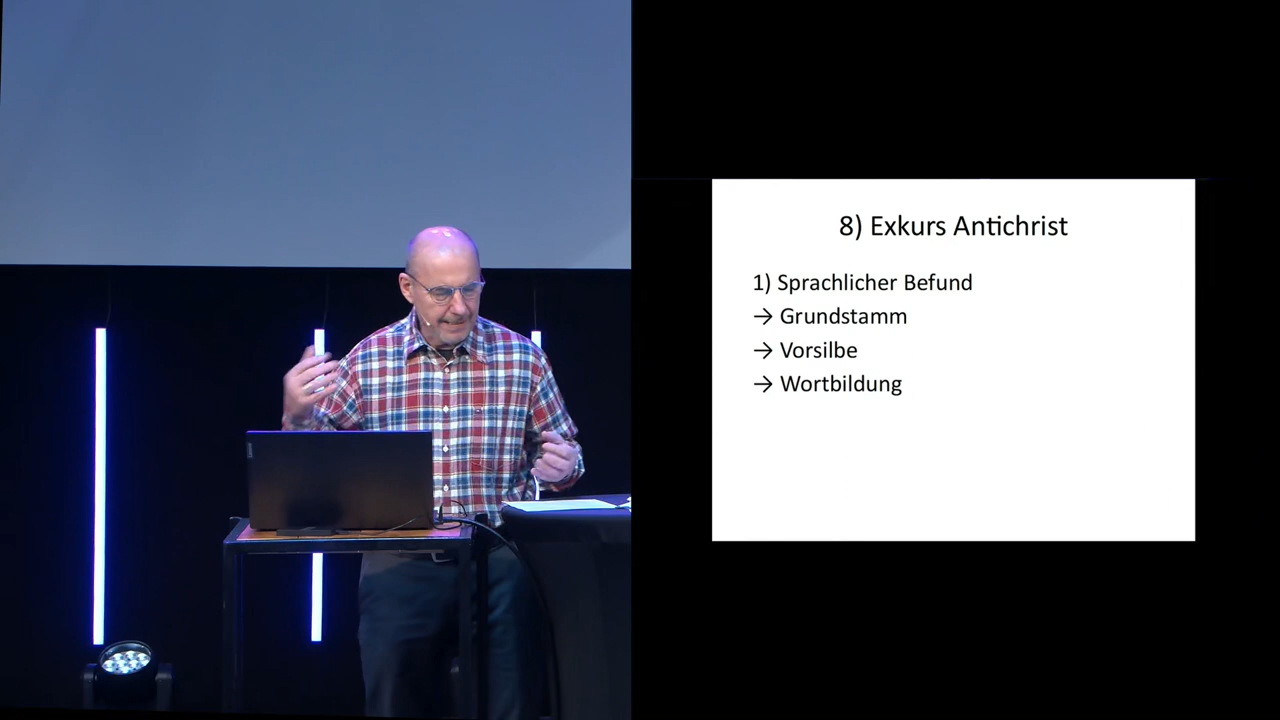 8) Exkurs Antichrist
1) Sprachlicher Befund
→ Grundstamm
→ Vorsilbe
→ Wortbildung